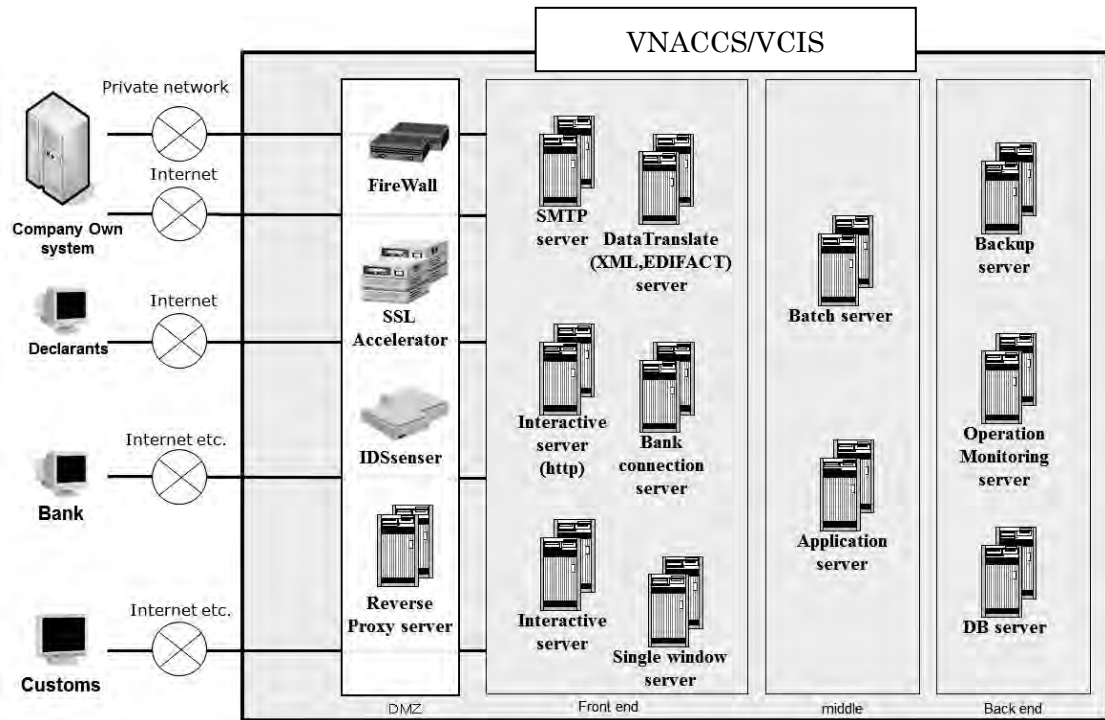 VNACCS/VCIS
Private network
Internet
Company Own
system
Internet
Declarants
Internet etc.
Bank
Internet etc.
Customs
FireWall
SSL
Accelerator
IDSsenser
Reverse
Proxy server
DMZ
SMTP
server
DataTranslate
(XML,EDIFACT)
server
Interactive
server
(http)
Bank
connection
server
Interactive
server
Single window
server
Front end
Batch server
Application
server
middle
Backup
server
Operation
Monitoring
server
DB server
Back end